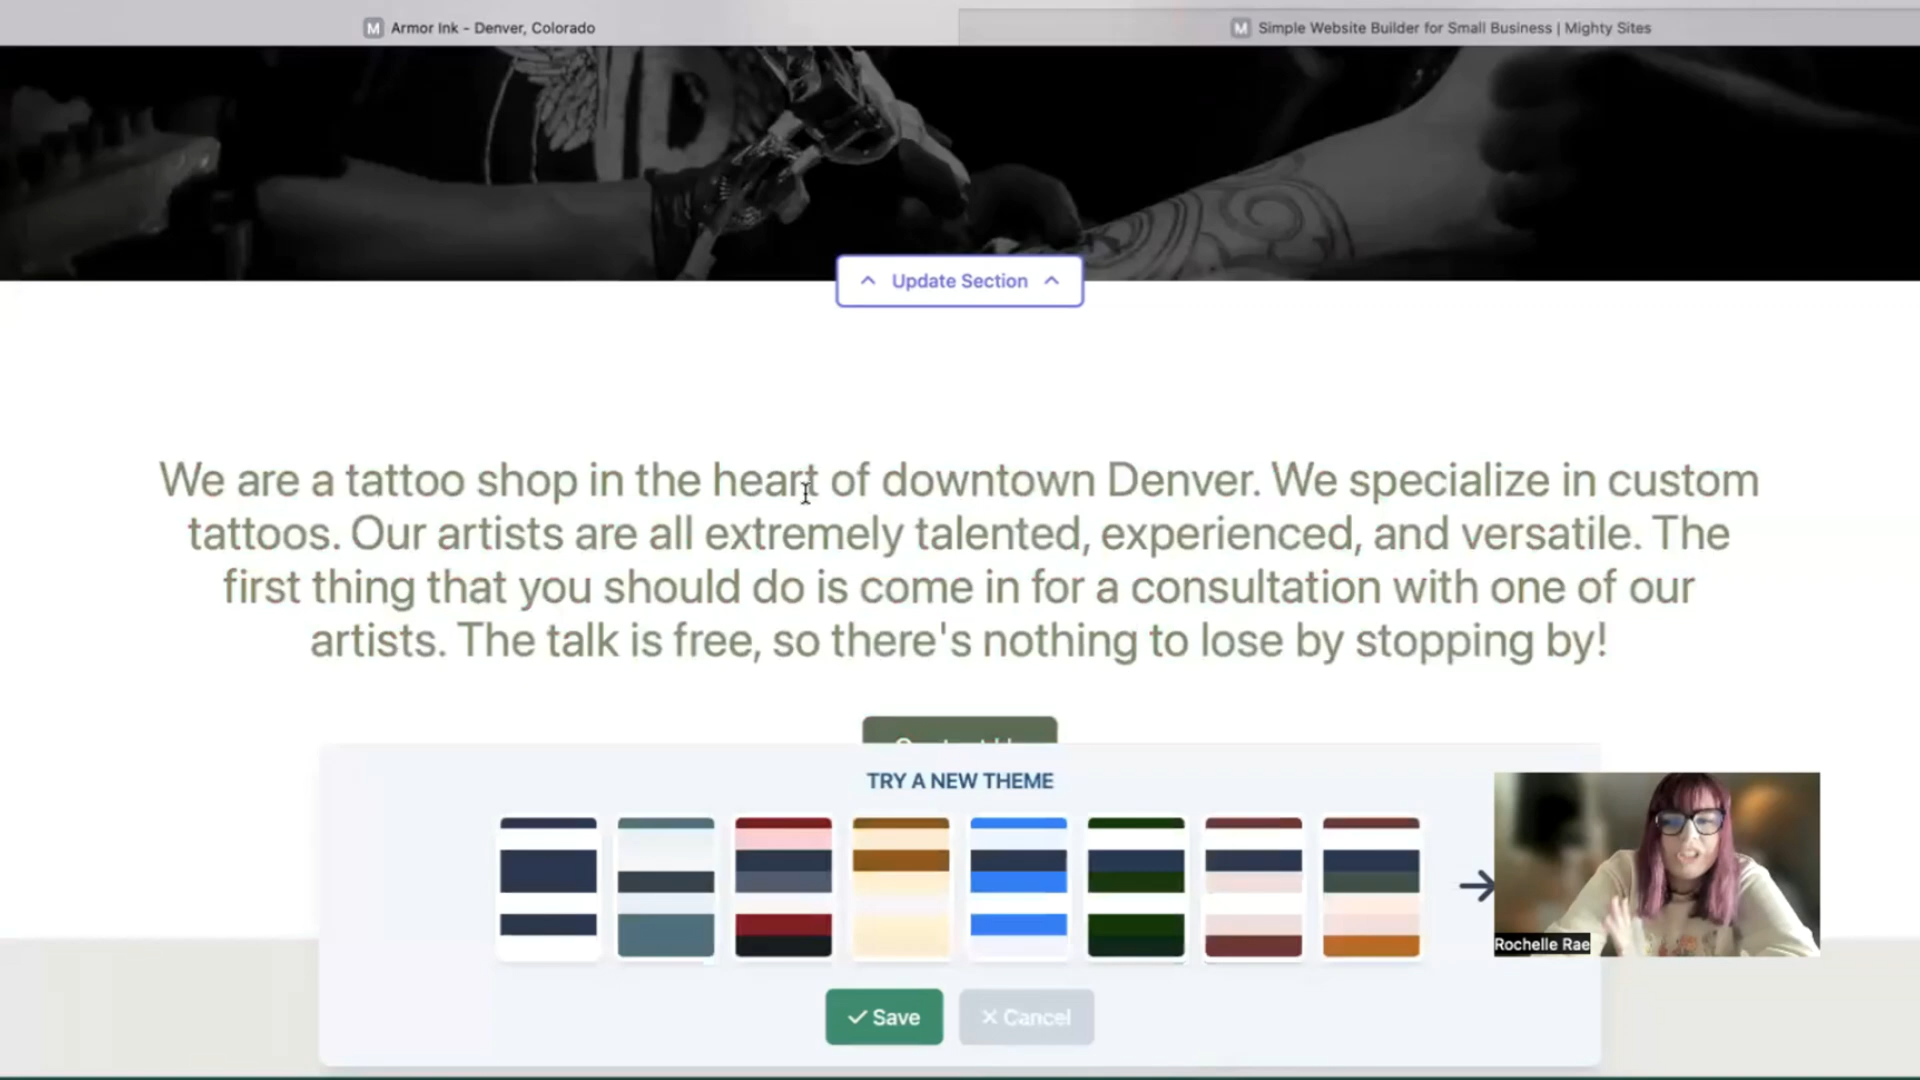 M Armor Ink - Denver, Colorado
M Simple Website Builder for Small Business | Mighty Sites
D
Update Section
We are a tattoo shop in the heart of downtown Denver. We specialize in custom
tattoos. Our artists are all extremely talented, experienced, and versatile. The
first thing that you should do is come in for a consultation with one of our
artists. The talk is free, so there's nothing to lose by stopping by!
TRY A NEW THEME
Rochelle Rae
Save
Cancel